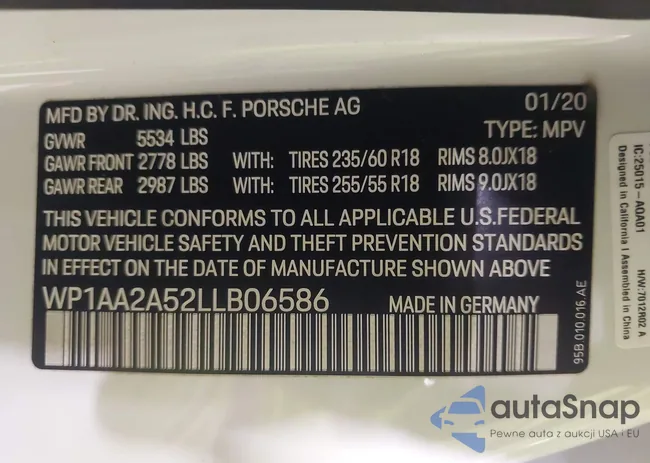 MFD BY DR. ING. H.C. F. PORSCHE AG 01/20
GVWR 5534 LBS TYPE: MPV
GAWR FRONT 2778 LBS WITH: TIRES 235/60 R18 RIMS 8.0JX18
GAWR REAR 2987 LBS WITH: TIRES 255/55 R18 RIMS 9.0JX18
THIS VEHICLE CONFORMS TO ALL APPLICABLE U.S.FEDERAL
MOTOR VEHICLE SAFETY AND THEFT PREVENTION STANDARDS
IN EFFECT ON THE DATE OF MANUFACTURE SHOWN ABOVE
WP1AA2A52LLB06586 MADE IN GERMANY
95B.010.016.AE
IC:25015-AOA01 H/W:7012R02 A
Designed in California | Assembled in China
autaSnap
Pewne auta z aukcji USA i EU